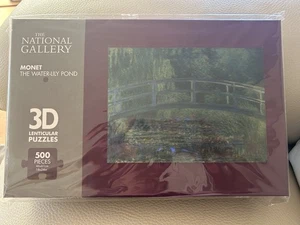 THE
NATIONAL
GALLERY
MONET
THE WATER-LILY POND
3D
LENTICULAR
PUZZLES
500
PIECES